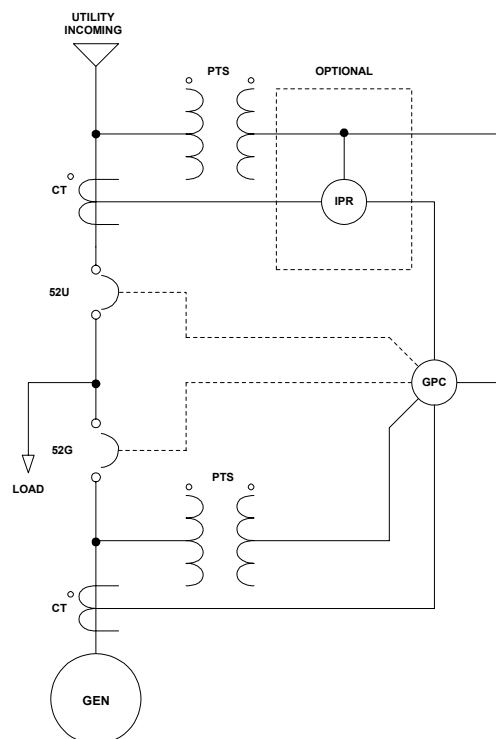 UTILITY
INCOMING
PTS
OPTIONAL
CT
IPR
52U
GPC
52G
LOAD
PTS
CT
GEN